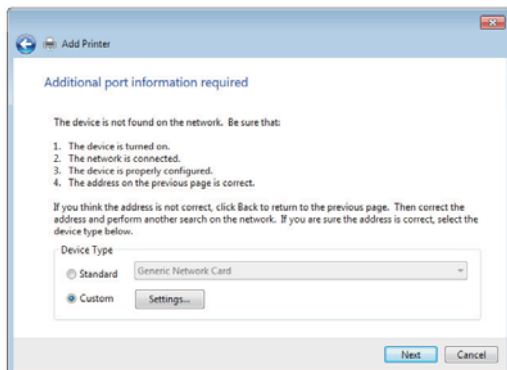 Add Printer
Additional port information required
The device is not found on the network. Be sure that:
1. The device is turned on.
2. The network is connected.
3. The device is properly configured.
4. The address on the previous page is correct.
If you think the address is not correct, click Back to return to the previous page. Then correct the
address and perform another search on the network. If you are sure the address is correct, select the
device type below.
Device Type
Standard
Generic Network Card
Custom
Settings...
Next
Cancel